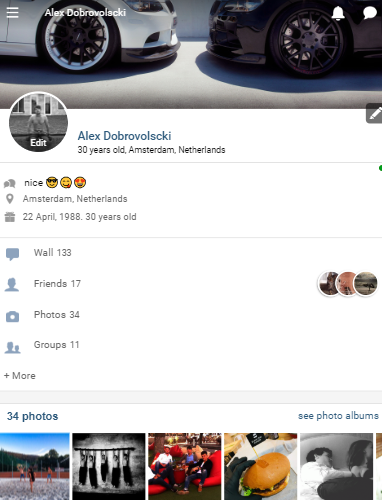 Alex Dobrovolscki
Edit
Alex Dobrovolscki
30 years old, Amsterdam, Netherlands
nice 😎😋😍
Amsterdam, Netherlands
22 April, 1988. 30 years old
Wall 133
Friends 17
Photos 34
Groups 11
+ More
34 photos
see photo albums